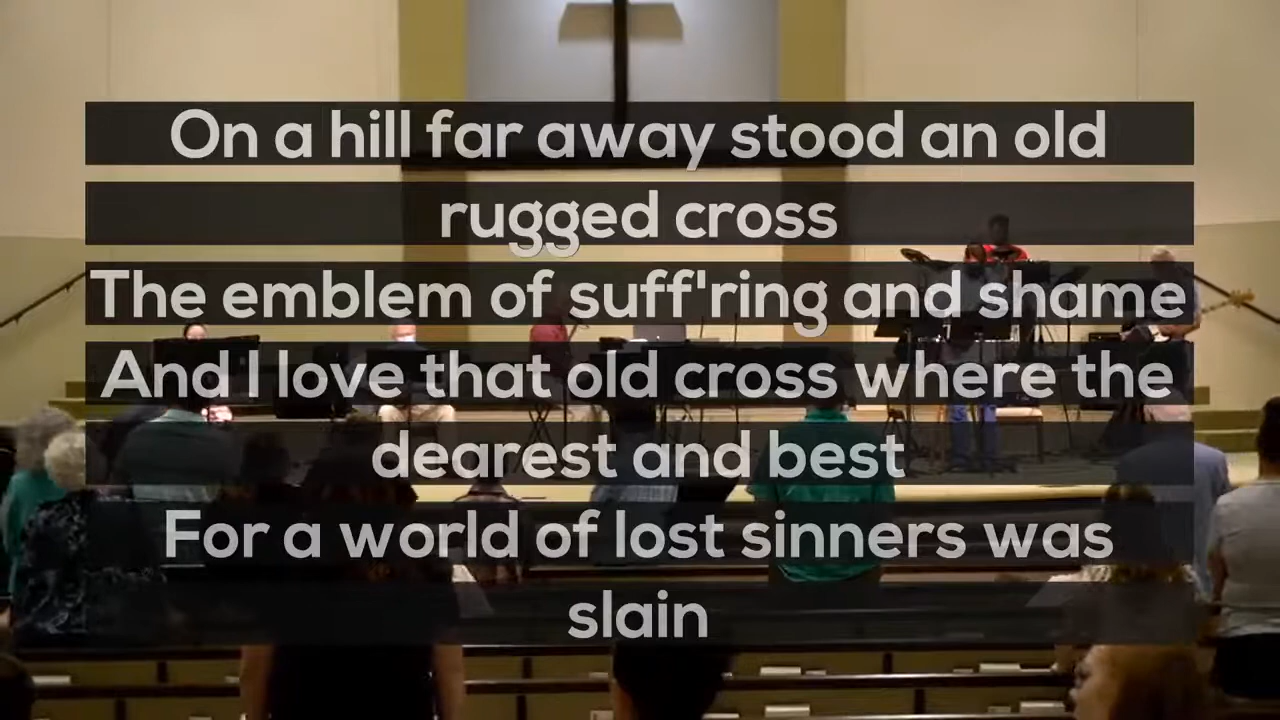 On a hill far away stood an old
rugged cross
The emblem of suff'ring and shame
And I love that old cross where the
dearest and best
For a world of lost sinners was
slain